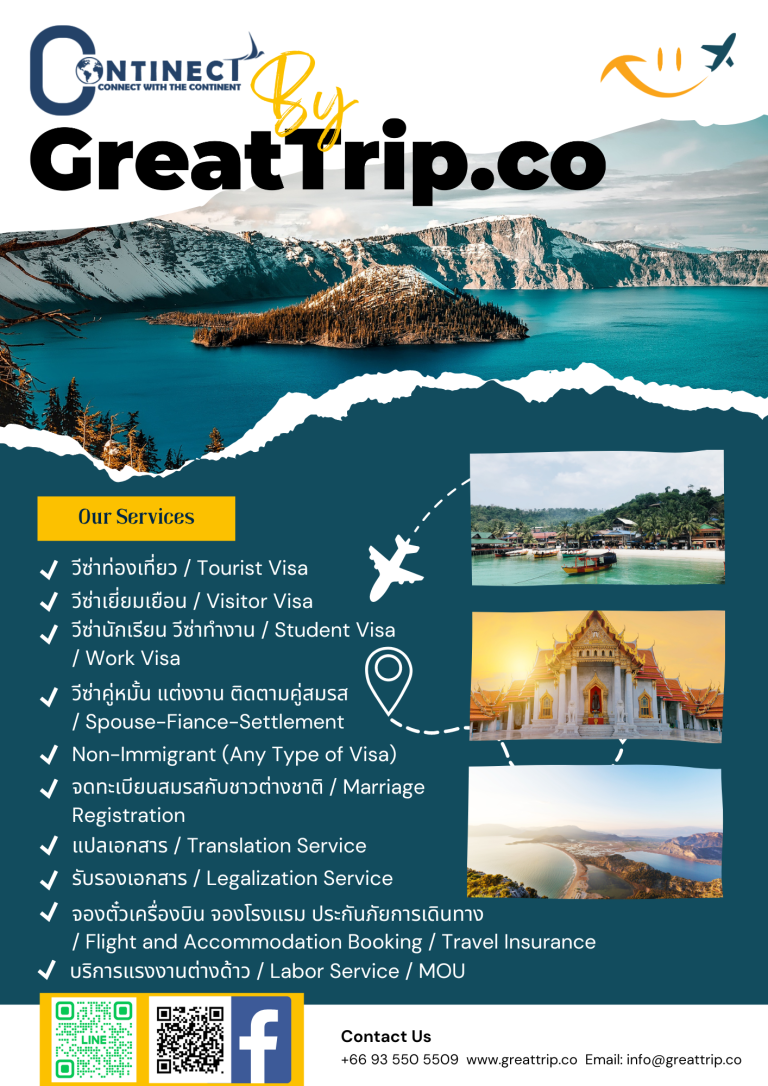 CONTINECT
CONNECT WITH THE CONTINENT
By
GreatTrip.co
Our Services
วีซ่าท่องเที่ยว / Tourist Visa
วีซ่าเยี่ยมเยือน / Visitor Visa
วีซ่านักเรียน วีซ่าทำงาน / Student Visa
/ Work Visa
วีซ่าคู่หมั้น แต่งงาน ติดตามคู่สมรส
/ Spouse-Fiance-Settlement
Non-Immigrant (Any Type of Visa)
จดทะเบียนสมรสกับชาวต่างชาติ / Marriage
Registration
แปลเอกสาร / Translation Service
รับรองเอกสาร / Legalization Service
จองตั๋วเครื่องบิน จองโรงแรม ประกันภัยการเดินทาง
/ Flight and Accommodation Booking / Travel Insurance
บริการแรงงานต่างด้าว / Labor Service / MOU
LINE
f
Contact Us
+66 93 550 5509 www.greattrip.co Email: info@greattrip.co